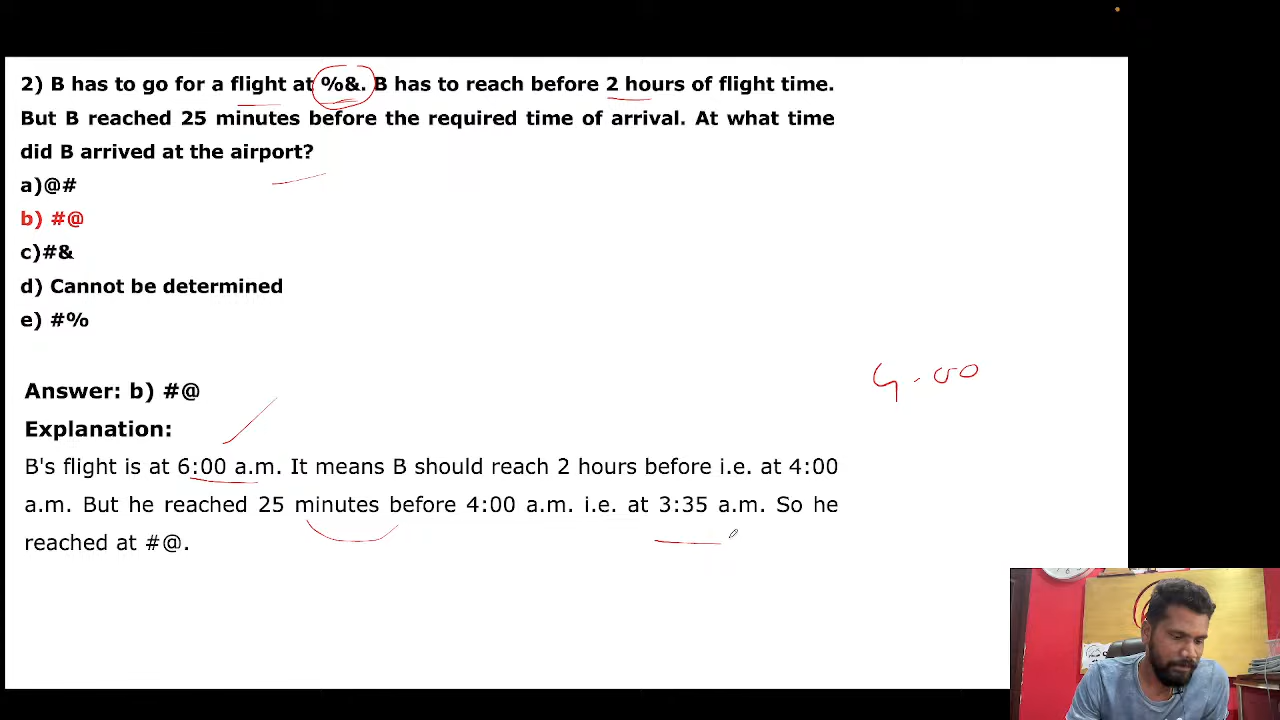 2) B has to go for a flight at %&. B has to reach before 2 hours of flight time.
But B reached 25 minutes before the required time of arrival. At what time
did B arrived at the airport?
a)@#
b) #@
c)#&
d) Cannot be determined
e) #%
Answer: b) #@
4.00
Explanation:
B's flight is at 6:00 a.m. It means B should reach 2 hours before i.e. at 4:00
a.m. But he reached 25 minutes before 4:00 a.m. i.e. at 3:35 a.m. So he
reached at #@.